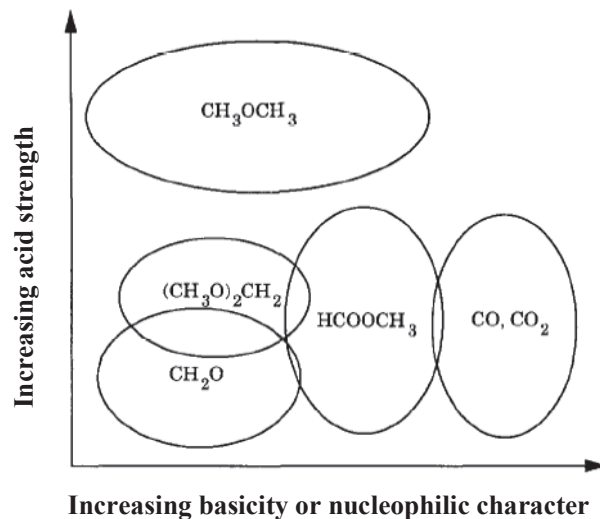 Increasing acid strength
CH₃OCH₃
(CH₃O)₂CH₂
HCOOCH₃
CO, CO₂
CH₂O
Increasing basicity or nucleophilic character